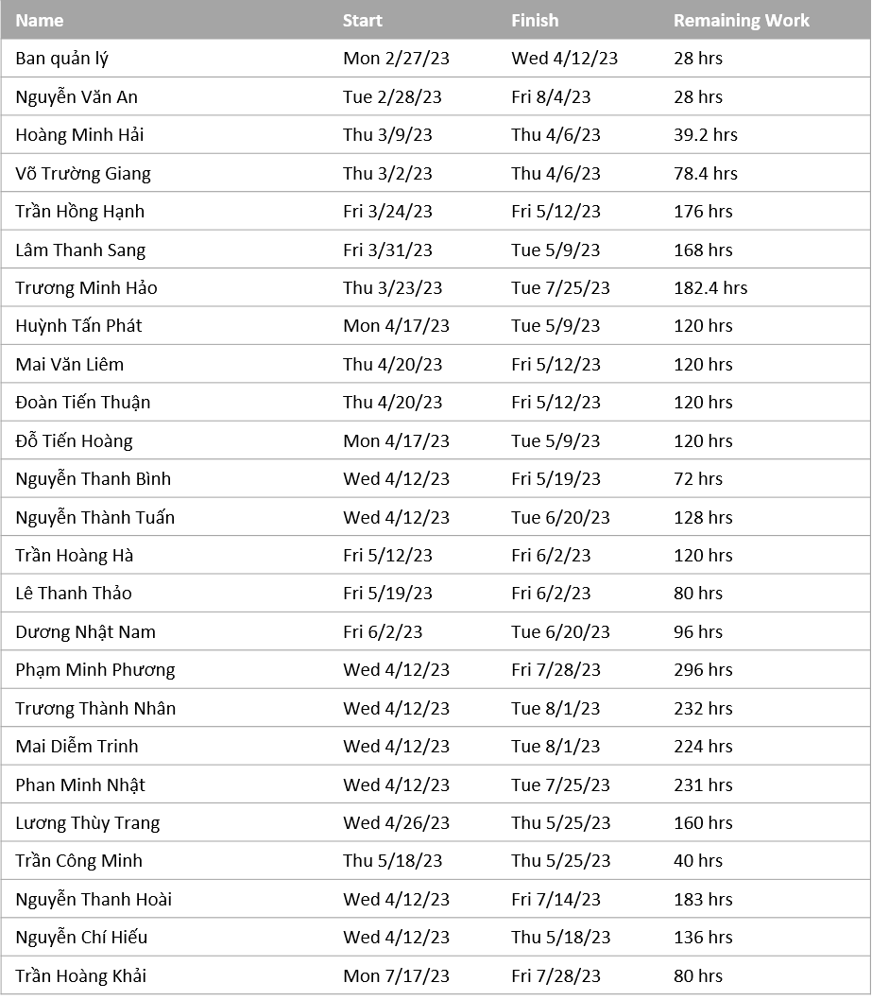 Name Start Finish Remaining Work
Ban quản lý Mon 2/27/23 Wed 4/12/23 28 hrs
Nguyễn Văn An Tue 2/28/23 Fri 8/4/23 28 hrs
Hoàng Minh Hải Thu 3/9/23 Thu 4/6/23 39.2 hrs
Võ Trường Giang Thu 3/2/23 Thu 4/6/23 78.4 hrs
Trần Hồng Hạnh Fri 3/24/23 Fri 5/12/23 176 hrs
Lâm Thanh Sang Fri 3/31/23 Tue 5/9/23 168 hrs
Trương Minh Hảo Thu 3/23/23 Tue 7/25/23 182.4 hrs
Huỳnh Tấn Phát Mon 4/17/23 Tue 5/9/23 120 hrs
Mai Văn Liêm Thu 4/20/23 Fri 5/12/23 120 hrs
Đoàn Tiến Thuận Thu 4/20/23 Fri 5/12/23 120 hrs
Đỗ Tiến Hoàng Mon 4/17/23 Tue 5/9/23 120 hrs
Nguyễn Thanh Bình Wed 4/12/23 Fri 5/19/23 72 hrs
Nguyễn Thành Tuấn Wed 4/12/23 Tue 6/20/23 128 hrs
Trần Hoàng Hà Fri 5/12/23 Fri 6/2/23 120 hrs
Lê Thanh Thảo Fri 5/19/23 Fri 6/2/23 80 hrs
Dương Nhật Nam Fri 6/2/23 Tue 6/20/23 96 hrs
Phạm Minh Phương Wed 4/12/23 Fri 7/28/23 296 hrs
Trương Thành Nhân Wed 4/12/23 Tue 8/1/23 232 hrs
Mai Diễm Trinh Wed 4/12/23 Tue 8/1/23 224 hrs
Phan Minh Nhật Wed 4/12/23 Tue 7/25/23 231 hrs
Lương Thùy Trang Wed 4/26/23 Thu 5/25/23 160 hrs
Trần Công Minh Thu 5/18/23 Thu 5/25/23 40 hrs
Nguyễn Thanh Hoài Wed 4/12/23 Fri 7/14/23 183 hrs
Nguyễn Chí Hiếu Wed 4/12/23 Thu 5/18/23 136 hrs
Trần Hoàng Khải Mon 7/17/23 Fri 7/28/23 80 hrs